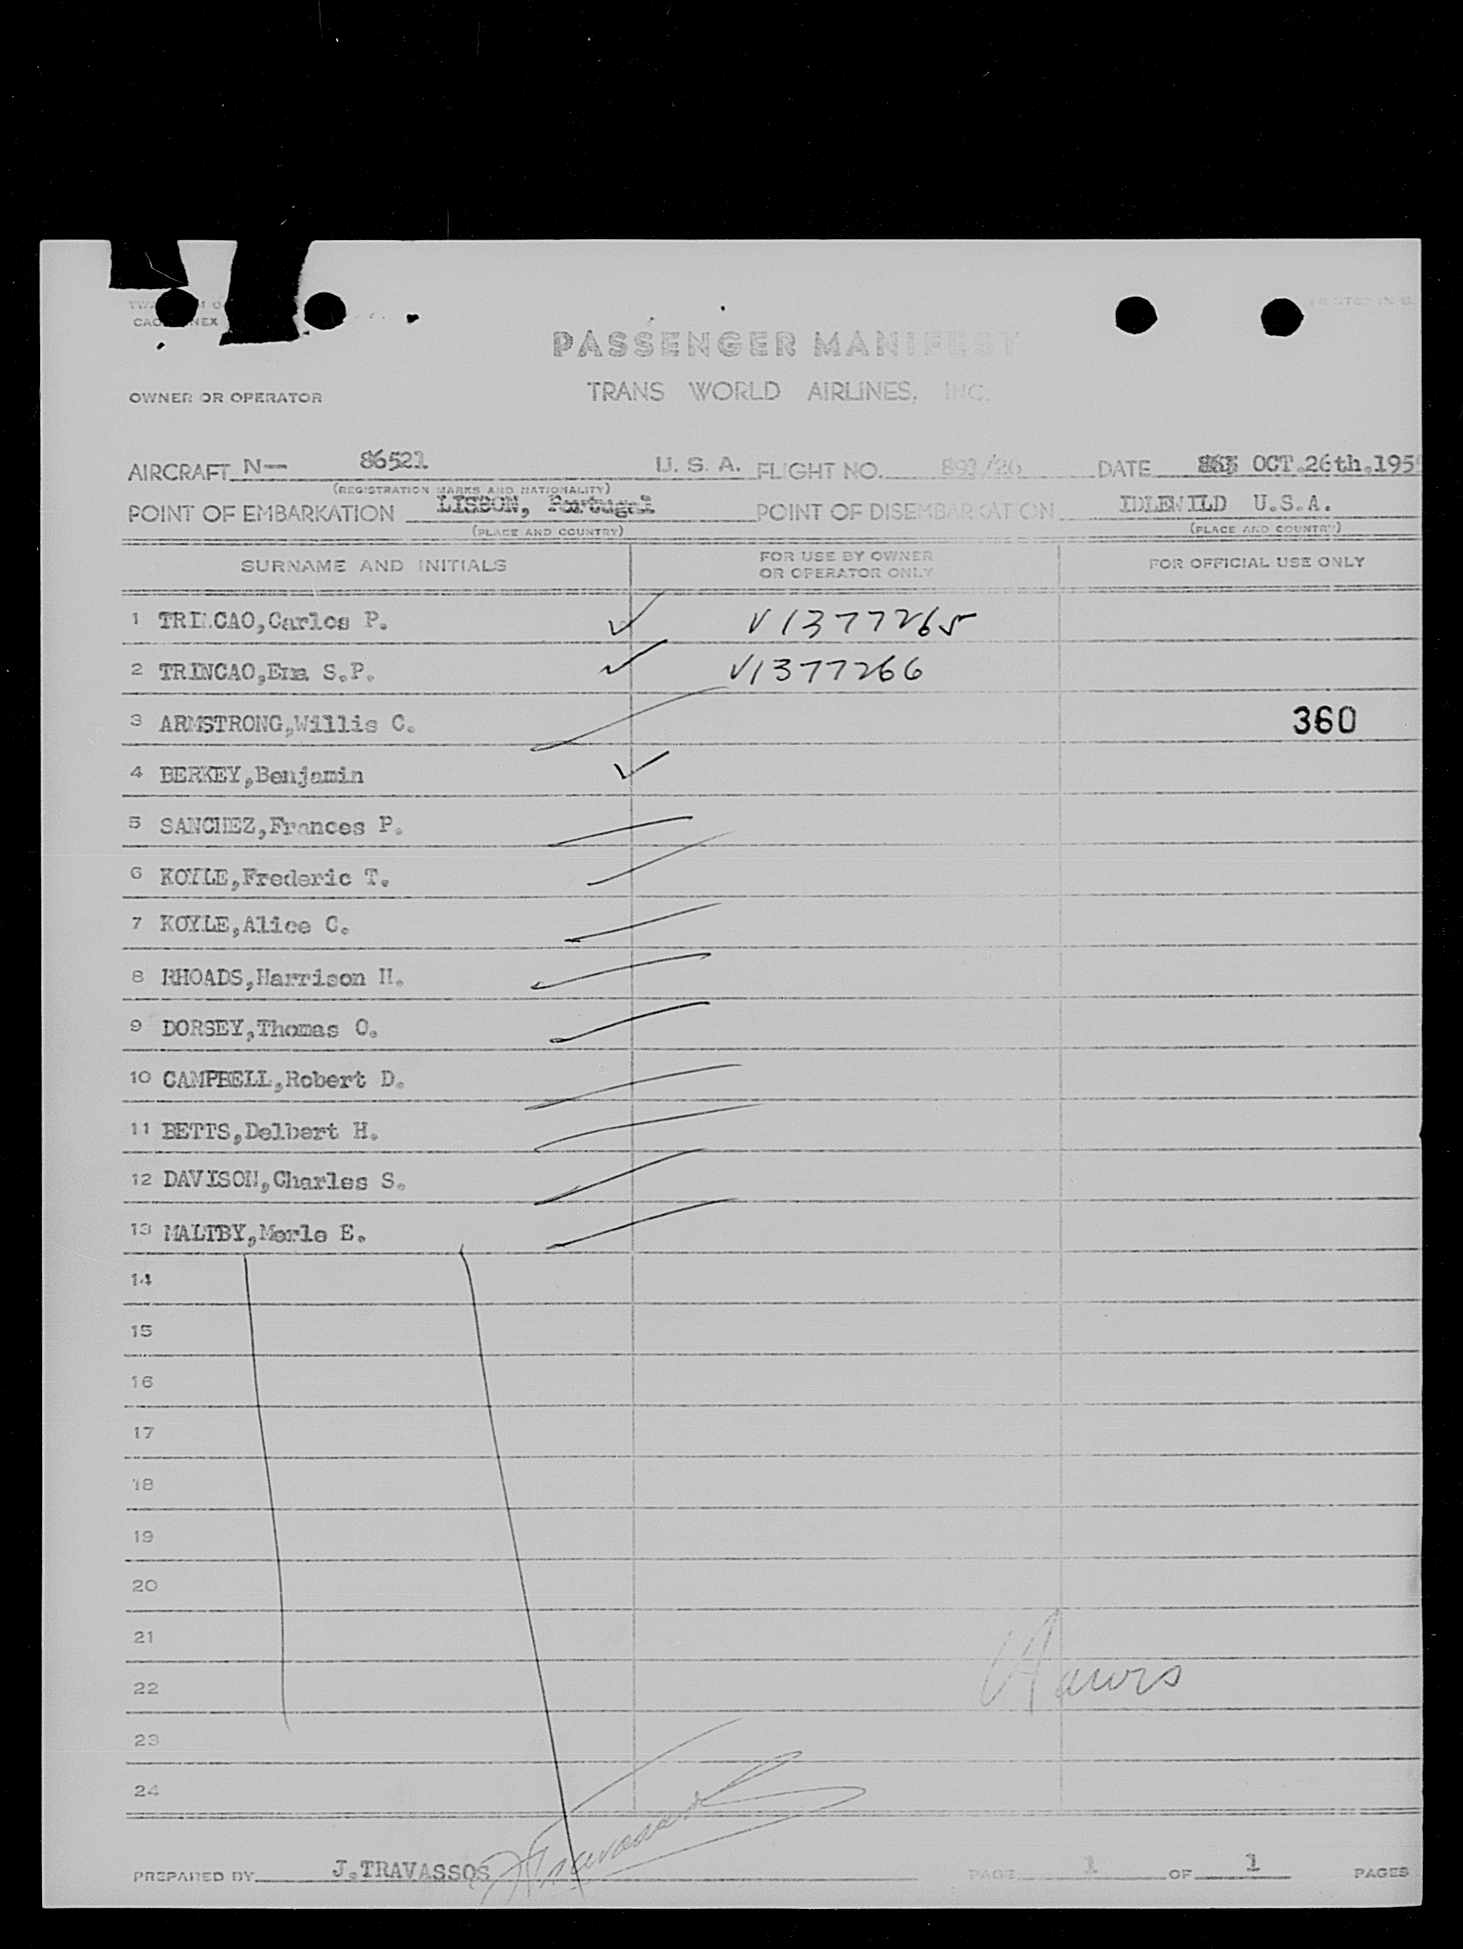 PASSENGER MANIFEST
OWNER OR OPERATOR TRANS WORLD AIRLINES, INC.
AIRCRAFT N— 86521 U. S. A. FLIGHT NO. 891/26 DATE OCT.26th.195
(REGISTRATION MARKS AND NATIONALITY)
POINT OF EMBARKATION LISBON, Portugal POINT OF DISEMBARKATION IDLEWILD U.S.A.
(PLACE AND COUNTRY) (PLACE AND COUNTRY)
SURNAME AND INITIALS FOR USE BY OWNER OR OPERATOR ONLY FOR OFFICIAL USE ONLY
1 TRINCAO,Carlos P. V1377265
2 TRINCAO,Ema S.P. V1377266
3 ARMSTRONG,Willis C. 360
4 BERKEY,Benjamin
5 SANCHEZ,Frances P.
6 KOYLE,Frederic T.
7 KOYLE,Alice C.
8 RHOADS,Harrison H.
9 DORSEY,Thomas O.
10 CAMPBELL,Robert D.
11 BETTS,Delbert H.
12 DAVISON,Charles S.
13 MALTBY,Merle E.
14
15
16
17
18
19
20
21
22
23
24
PREPARED BY J.TRAVASSOS PAGE 1 OF 1 PAGES